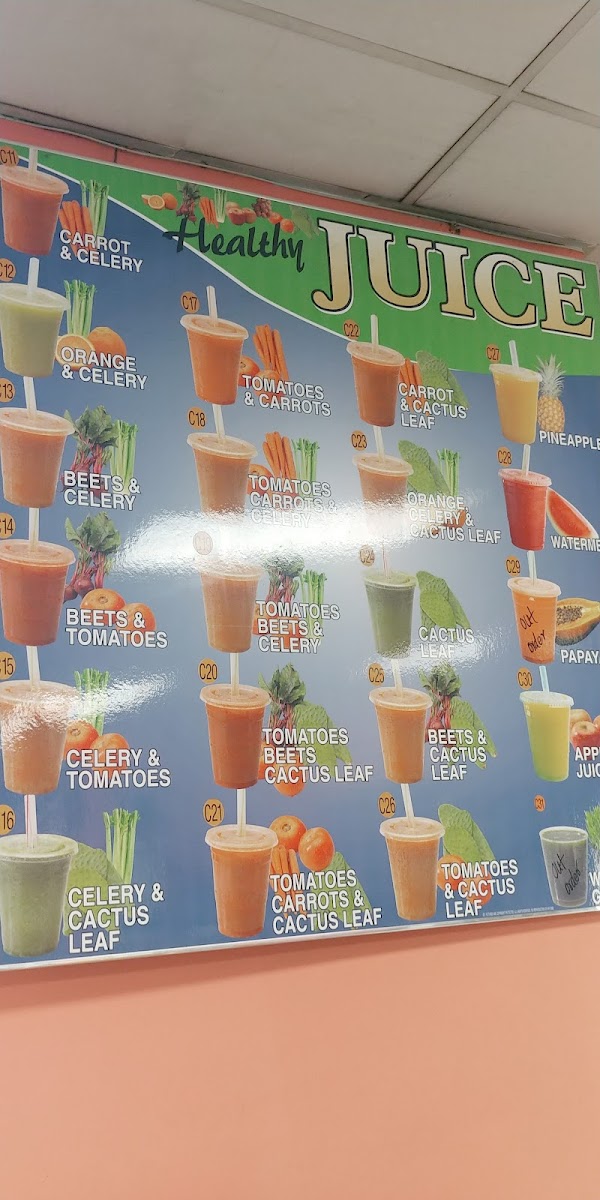 Healthy
JUICE
C11
CARROT
& CELERY
C12
ORANGE
& CELERY
C13
BEETS &
CELERY
C14
BEETS &
TOMATOES
C15
CELERY &
TOMATOES
C16
CELERY &
CACTUS
LEAF
C17
TOMATOES
& CARROTS
C18
TOMATOES
CARROTS &
CELERY
TOMATOES
BEETS &
CELERY
C20
TOMATOES
BEETS
CACTUS LEAF
C21
TOMATOES
CARROTS &
CACTUS LEAF
C22
CARROT
& CACTUS
LEAF
C23
ORANGE
CELERY &
CACTUS LEAF
C24
CACTUS
LEAF
C25
BEETS &
CACTUS
LEAF
C26
TOMATOES
& CACTUS
LEAF
C27
PINEAPPLE
C28
WATERME
C29
out
order
PAPAY
C30
APP
JUIC
C31
out
order
W
G